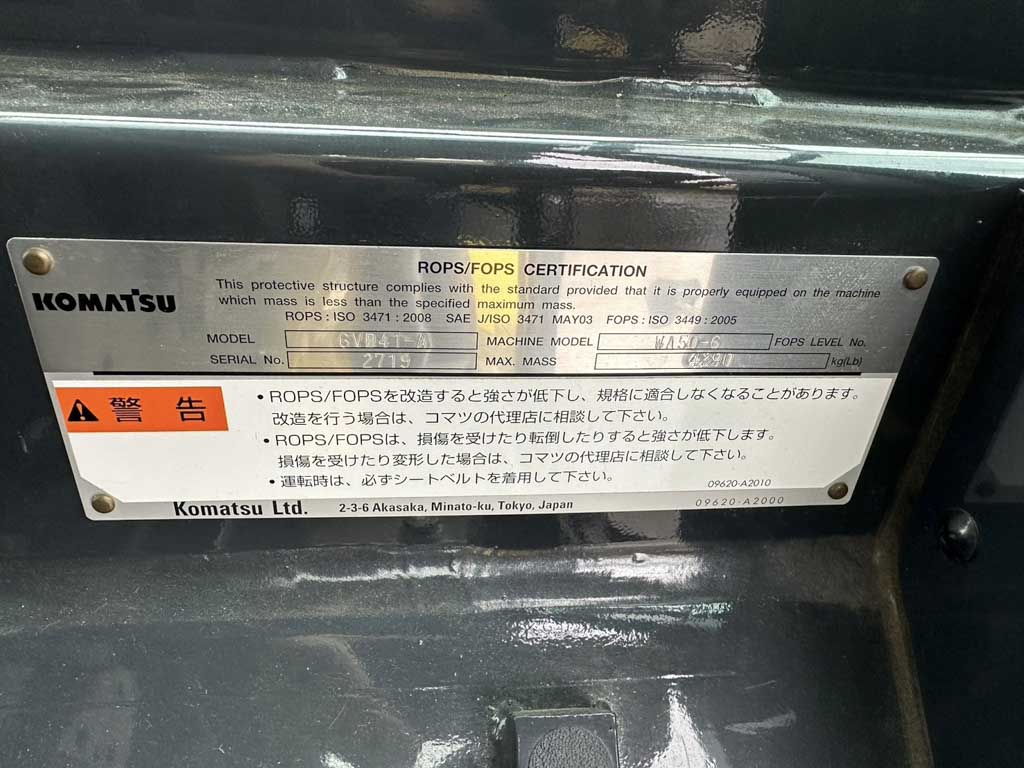 ROPS/FOPS CERTIFICATION
KOMATSU
This protective structure complies with the standard provided that it is properly equipped on the machine
which mass is less than the specified maximum mass.
ROPS : ISO 3471 : 2008 SAE J/ISO 3471 MAY03 FOPS : ISO 3449 : 2005
MODEL MACHINE MODEL WA50-6 FOPS LEVEL No.
SERIAL No. 2719 MAX. MASS kg(Lb)
警告
・ROPS/FOPSを改造すると強さが低下し、規格に適合しなくなることがあります。
改造を行う場合は、コマツの代理店に相談して下さい。
・ROPS/FOPSは、損傷を受けたり転倒したりすると強さが低下します。
損傷を受けたり変形した場合は、コマツの代理店に相談して下さい。
・運転時は、必ずシートベルトを着用して下さい。
09620-A2010
Komatsu Ltd. 2-3-6 Akasaka, Minato-ku, Tokyo, Japan 09620-A2000